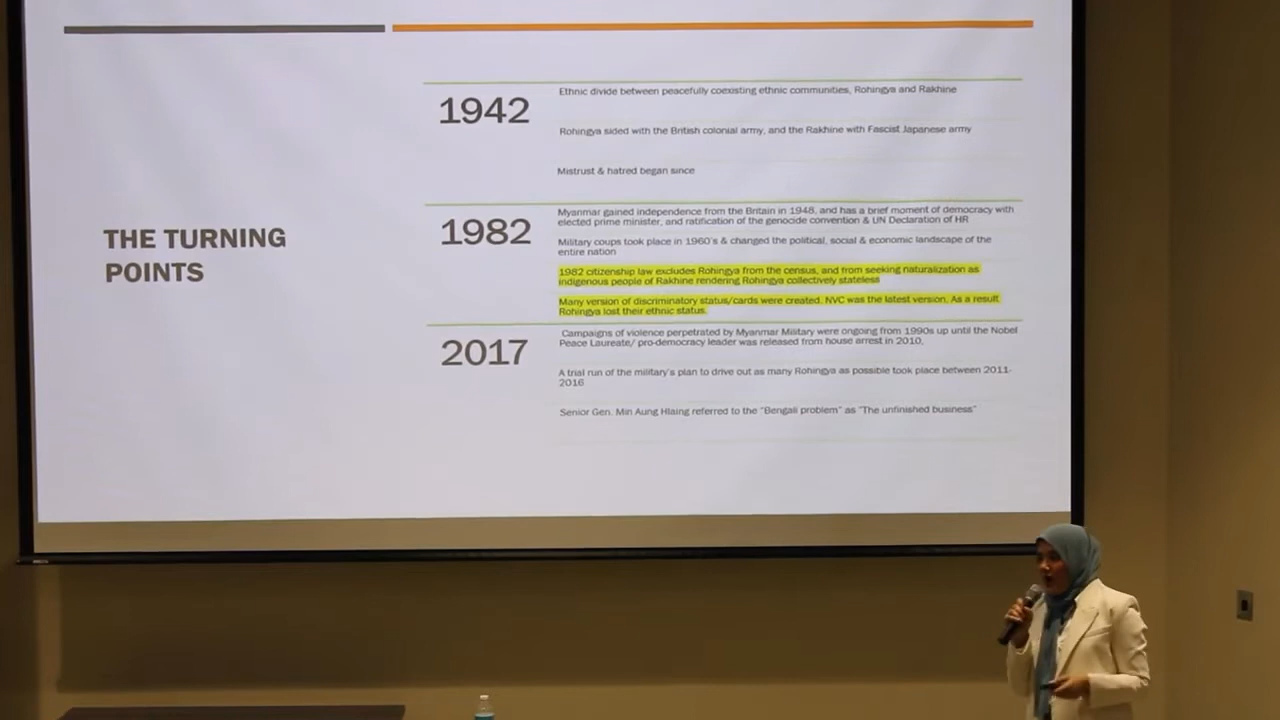 THE TURNING
POINTS
1942
Ethnic divide between peacefully coexisting ethnic communities, Rohingya and Rakhine
Rohingya sided with the British colonial army, and the Rakhine with Fascist Japanese army
Mistrust & hatred began since
1982
Myanmar gained independence from the Britain in 1948, and has a brief moment of democracy with
elected prime minister, and ratification of the genocide convention & UN Declaration of HR
Military coups took place in 1960's & changed the political, social & economic landscape of the
entire nation
1982 citizenship law excludes Rohingya from the census, and from seeking naturalization as
indigenous people of Rakhine rendering Rohingya collectively stateless
Many version of discriminatory status/cards were created. NVC was the latest version. As a result
Rohingya lost their ethnic status.
2017
Campaigns of violence perpetrated by Myanmar Military were ongoing from 1990s up until the Nobel
Peace Laureate/ pro-democracy leader was released from house arrest in 2010.
A trial run of the military's plan to drive out as many Rohingya as possible took place between 2011-
2016
Senior Gen. Min Aung Hlaing referred to the "Bengali problem" as "The unfinished business"